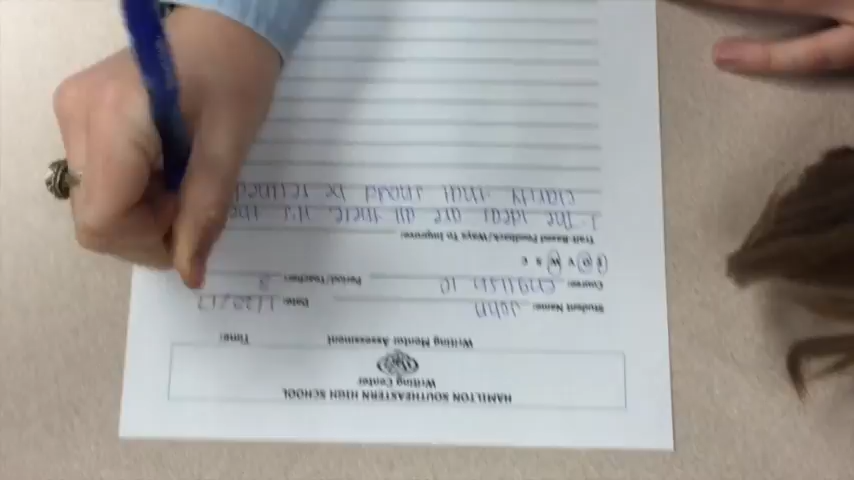 HAMILTON SOUTHEASTERN HIGH SCHOOL
Writing Center
Writing Mentor Assessment
Time:
Student Name: John Date: 1/23/17
Course: English 10 Period/Teacher: 3
I O V W S C
Trait-Based Feedback/Ways To Improve:
1. The ideas are all there, it's the
clarity that should be refined